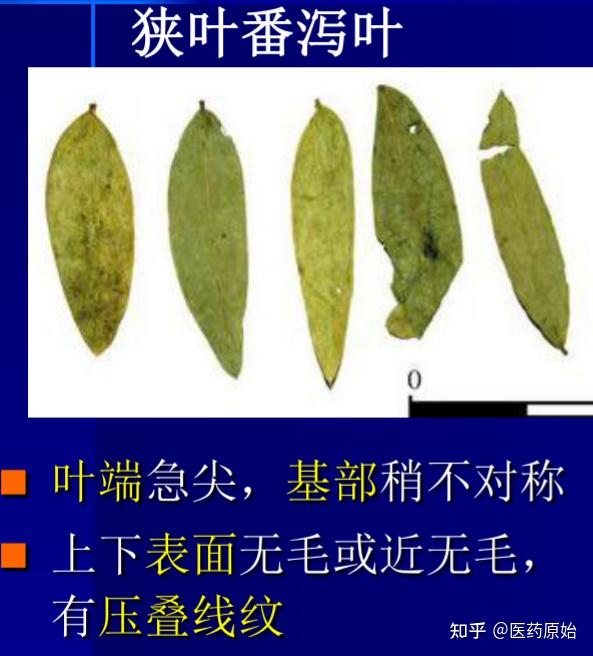 狭叶番泻叶
0
叶端急尖，基部稍不对称
上下表面无毛或近无毛，
有压叠线纹
知乎 @医药原始